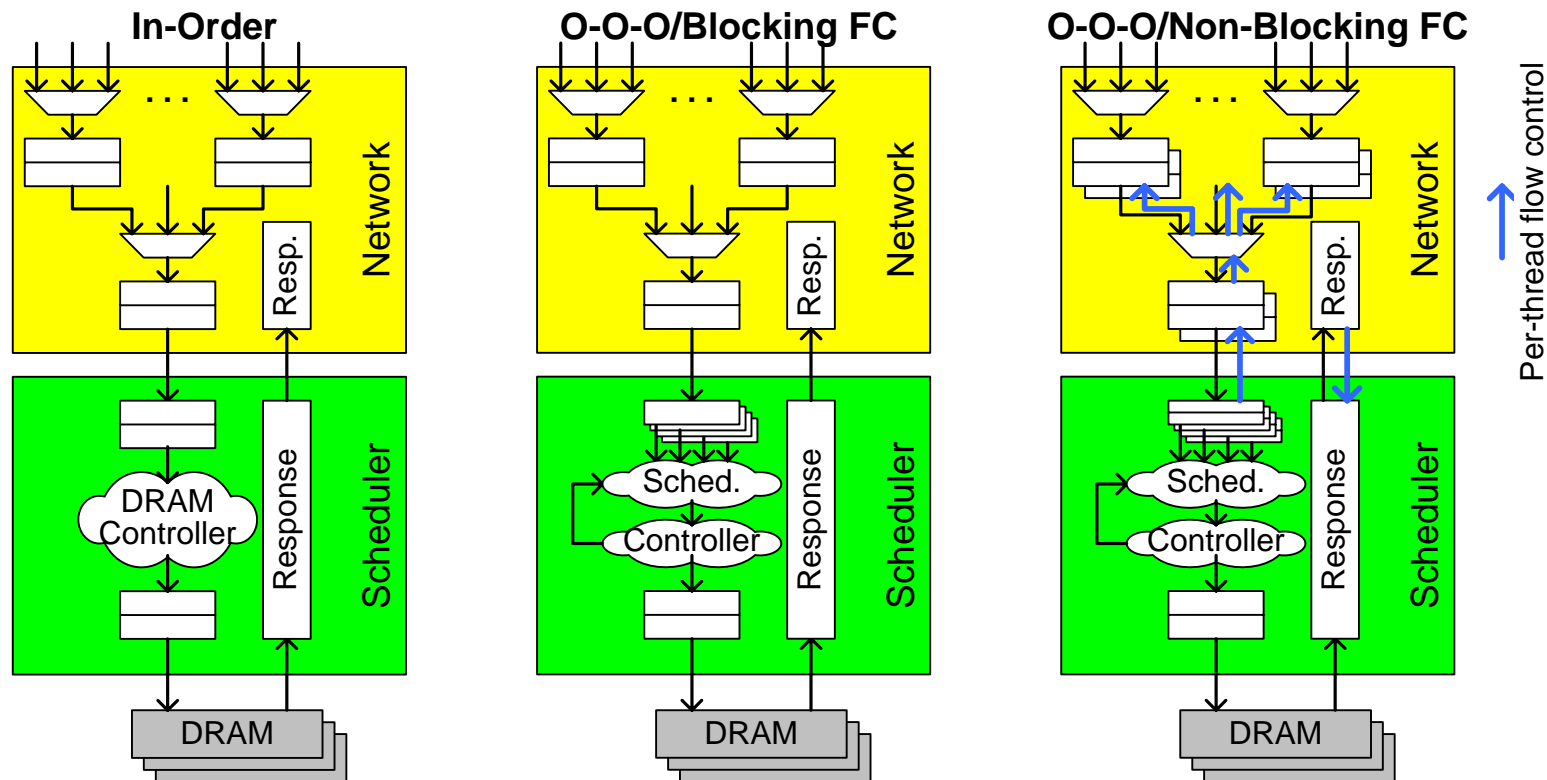 In-Order
O-O-O/Blocking FC
O-O-O/Non-Blocking FC
. . .
Network
Resp.
. . .
Network
Resp.
. . .
Network
Resp.
Per-thread flow control
DRAM
Controller
Response
Scheduler
Sched.
Controller
Response
Scheduler
Sched.
Controller
Response
Scheduler
DRAM
DRAM
DRAM